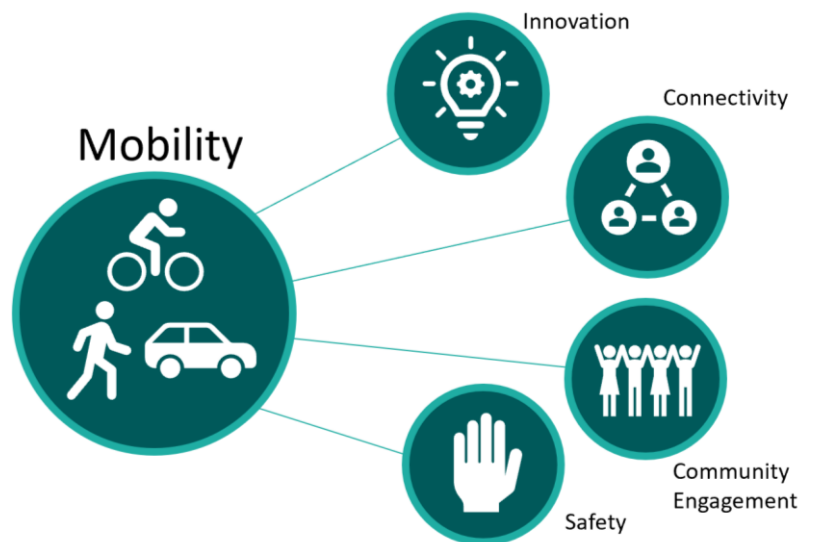 Innovation
Connectivity
Mobility
Community
Engagement
Safety